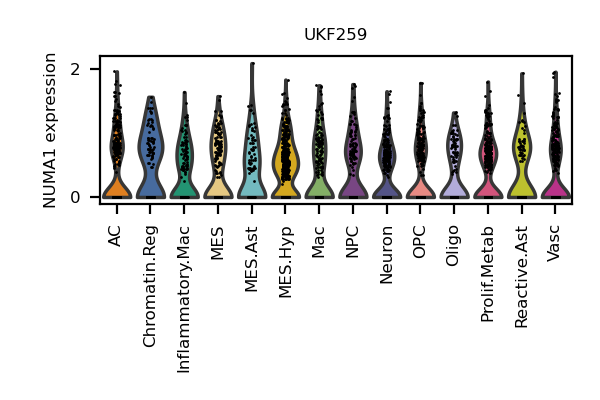 UKF259
NUMA1 expression
2
0
AC
Chromatin.Reg
Inflammatory.Mac
MES
MES.Ast
MES.Hyp
Mac
NPC
Neuron
OPC
Oligo
Prolif.Metab
Reactive.Ast
Vasc